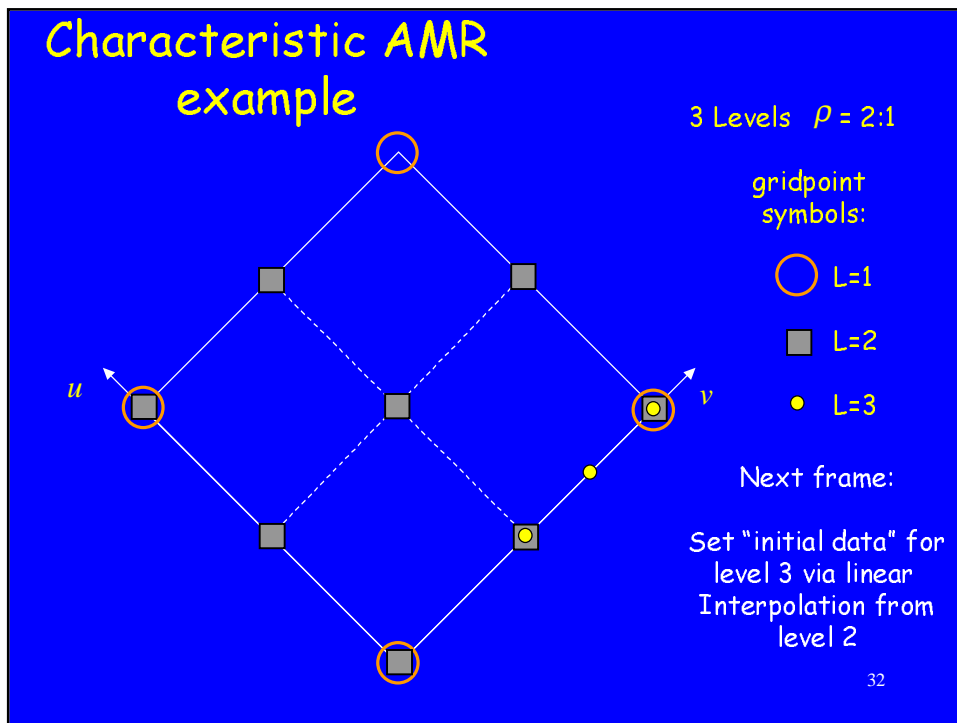 Characteristic AMR
example
3 Levels ρ = 2:1
gridpoint
symbols:
L=1
L=2
L=3
u
v
Next frame:
Set “initial data” for
level 3 via linear
Interpolation from
level 2
32